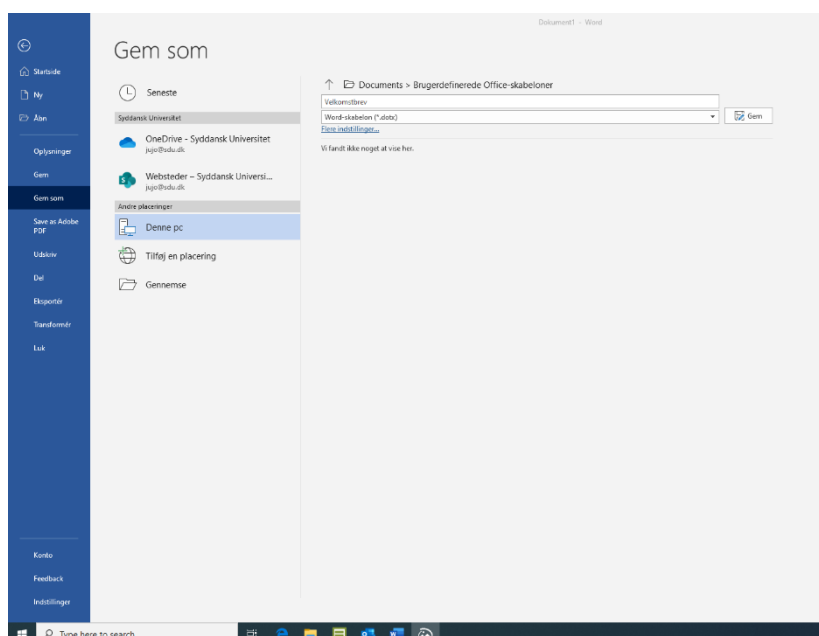 Dokument1 - Word
Gem som
Startside
Ny
Åbn
Oplysninger
Gem
Gem som
Save as Adobe
PDF
Udskriv
Del
Eksportér
Transformér
Luk
Konto
Feedback
Indstillinger
Seneste
Syddansk Universitet
OneDrive - Syddansk Universitet
jujo@sdu.dk
Websteder – Syddansk Universi...
jujo@sdu.dk
Andre placeringer
Denne pc
Tilføj en placering
Gennemse
Documents > Brugerdefinerede Office-skabeloner
Velkomstbrev
Word-skabelon (*.dotx)
Gem
Flere indstillinger...
Vi fandt ikke noget at vise her.
Type here to search